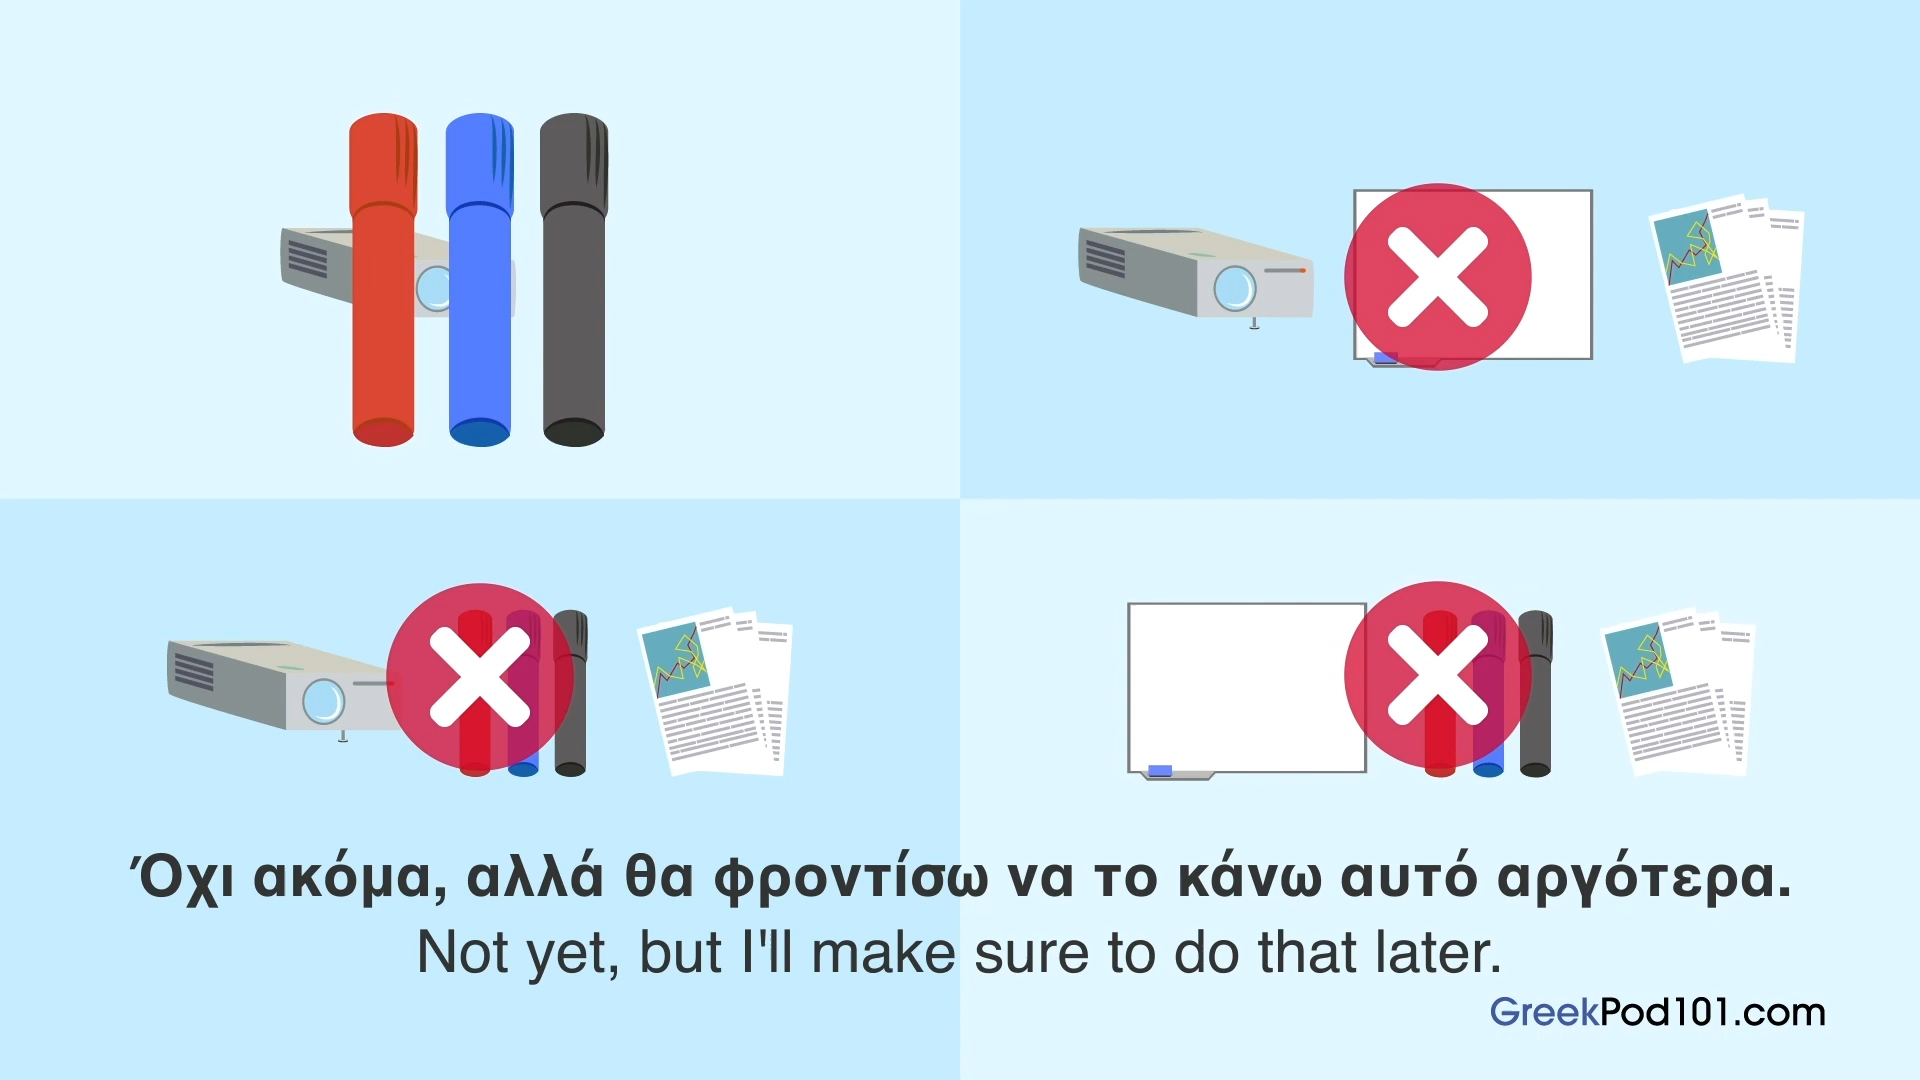 Όχι ακόμα, αλλά θα φροντίσω να το κάνω αυτό αργότερα.
Not yet, but I'll make sure to do that later.
GreekPod101.com